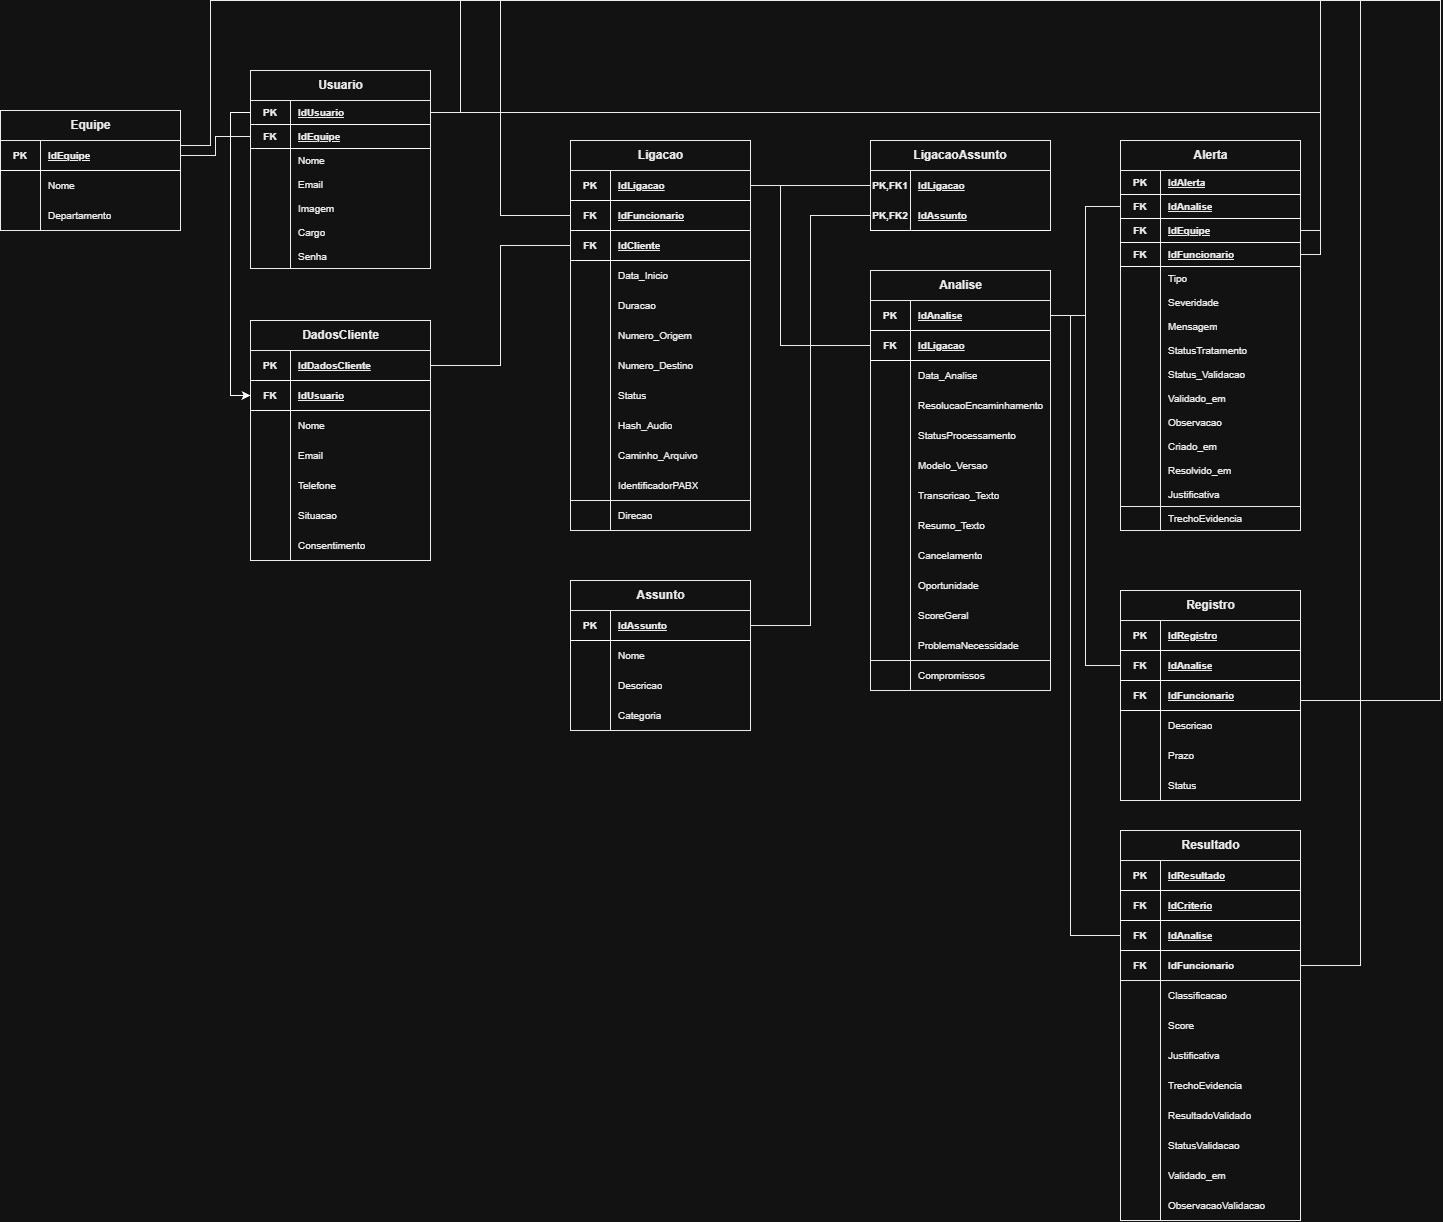 Equipe
PK IdEquipe
Nome
Departamento
Usuario
PK IdUsuario
FK IdEquipe
Nome
Email
Imagem
Cargo
Senha
DadosCliente
PK IdDadosCliente
FK IdUsuario
Nome
Email
Telefone
Situacao
Consentimento
Ligacao
PK IdLigacao
FK IdFuncionario
FK IdCliente
Data_Inicio
Duracao
Numero_Origem
Numero_Destino
Status
Hash_Audio
Caminho_Arquivo
IdentificadorPABX
Direcao
Assunto
PK IdAssunto
Nome
Descricao
Categoria
LigacaoAssunto
PK,FK1 IdLigacao
PK,FK2 IdAssunto
Analise
PK IdAnalise
FK IdLigacao
Data_Analise
ResolucaoEncaminhamento
StatusProcessamento
Modelo_Versao
Transcricao_Texto
Resumo_Texto
Cancelamento
Oportunidade
ScoreGeral
ProblemaNecessidade
Compromissos
Alerta
PK IdAlerta
FK IdAnalise
FK IdEquipe
FK IdFuncionario
Tipo
Severidade
Mensagem
StatusTratamento
Status_Validacao
Validado_em
Observacao
Criado_em
Resolvido_em
Justificativa
TrechoEvidencia
Registro
PK IdRegistro
FK IdAnalise
FK IdFuncionario
Descricao
Prazo
Status
Resultado
PK IdResultado
FK IdCriterio
FK IdAnalise
FK IdFuncionario
Classificacao
Score
Justificativa
TrechoEvidencia
ResultadoValidado
StatusValidacao
Validado_em
ObservacaoValidacao